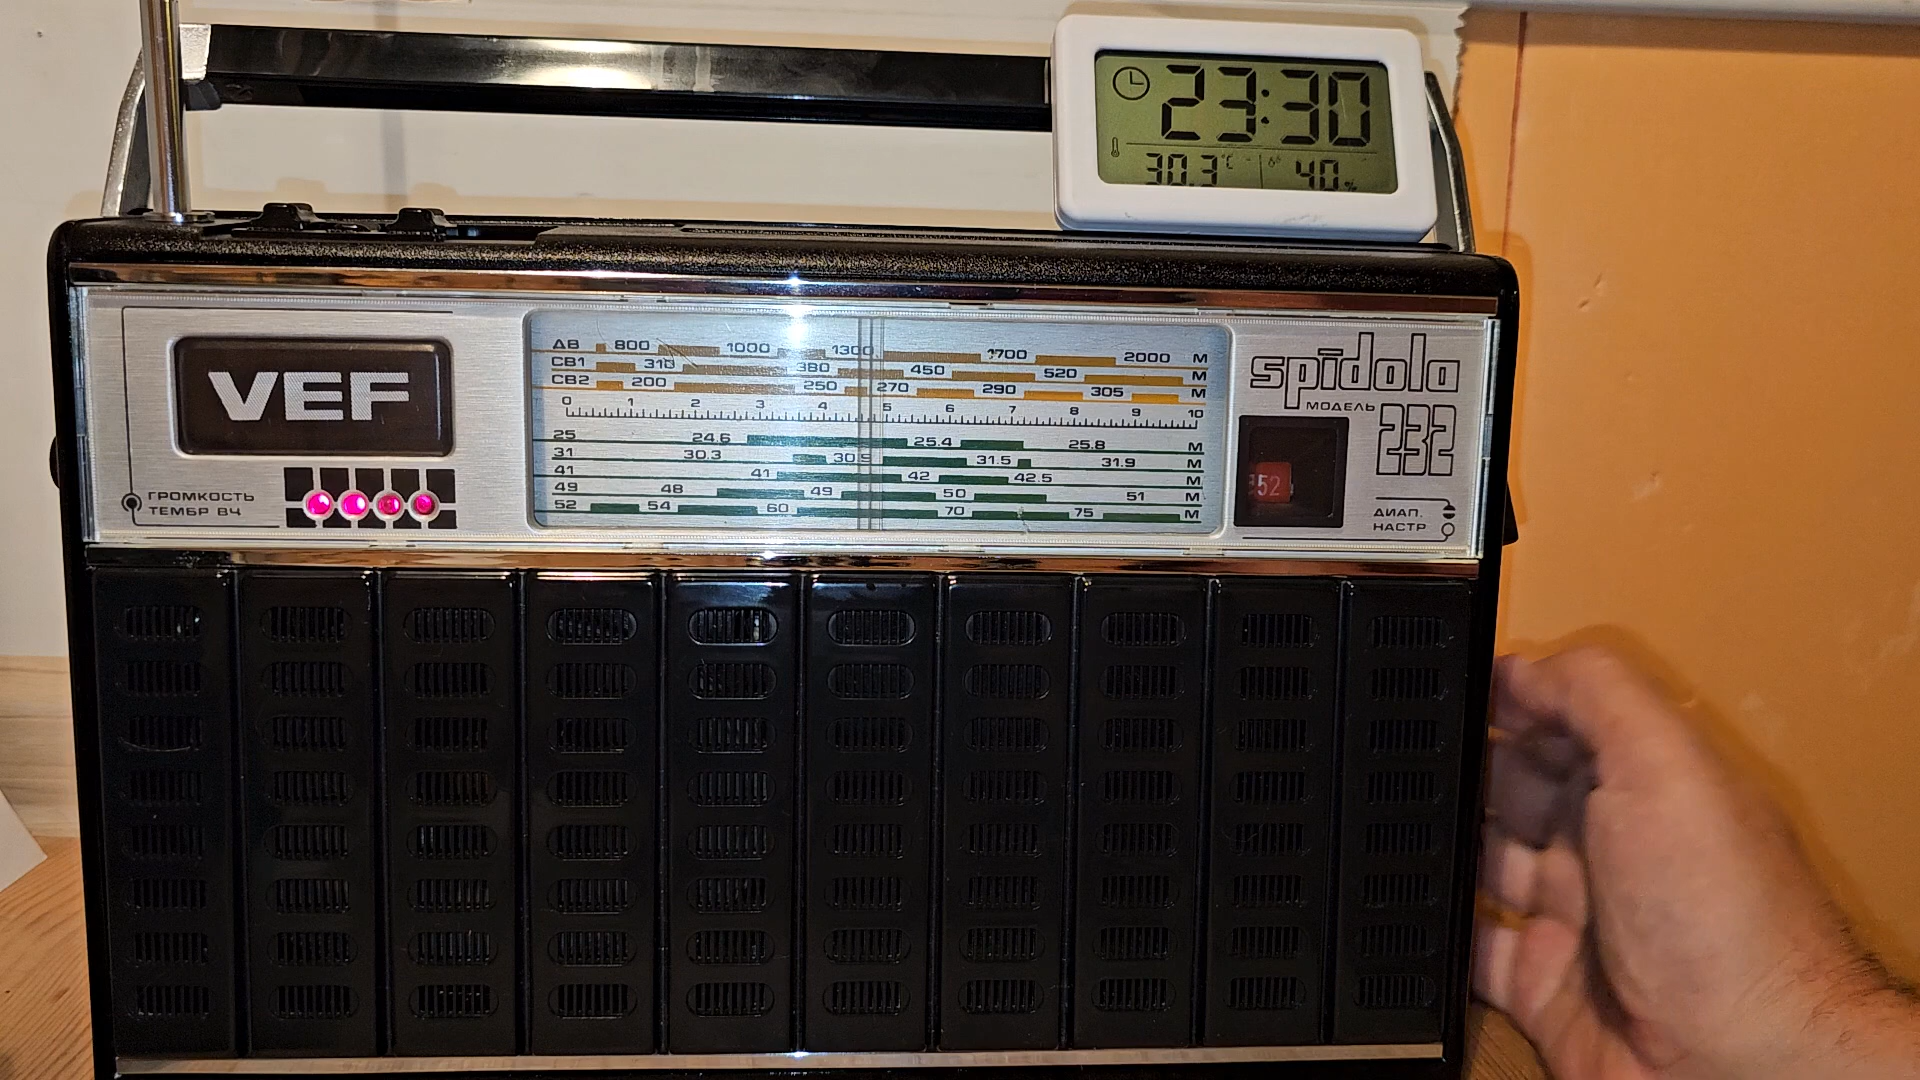 23:30
30.3 °C 40 %
VEF
ГРОМКОСТЬ
ТЕМБР ВЧ
ДВ 800 1000 1300 1700 2000 М
СВ1 310 380 450 520 М
СВ2 200 250 270 290 305 М
0 1 2 3 4 5 6 7 8 9 10
25 24.6 25.4 25.8 М
31 30.3 30.9 31.5 31.9 М
41 41 42 42.5 М
49 48 49 50 51 М
52 54 60 70 75 М
spīdola
МОДЕЛЬ 232
52
ДИАП.
НАСТР